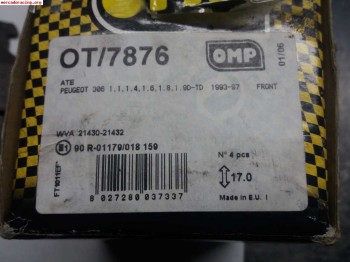 mercadoracing.org
OT/7876
OMP
01/06
ATE
PEUGEOT 306 1.1,1.4,1.6,1.8,1.9D-TD 1993-97 FRONT
WVA 21430-21432
E1 90 R-01179/018 159
N° 4 pcs
17.0
Made in E.U.
8 027280 037337